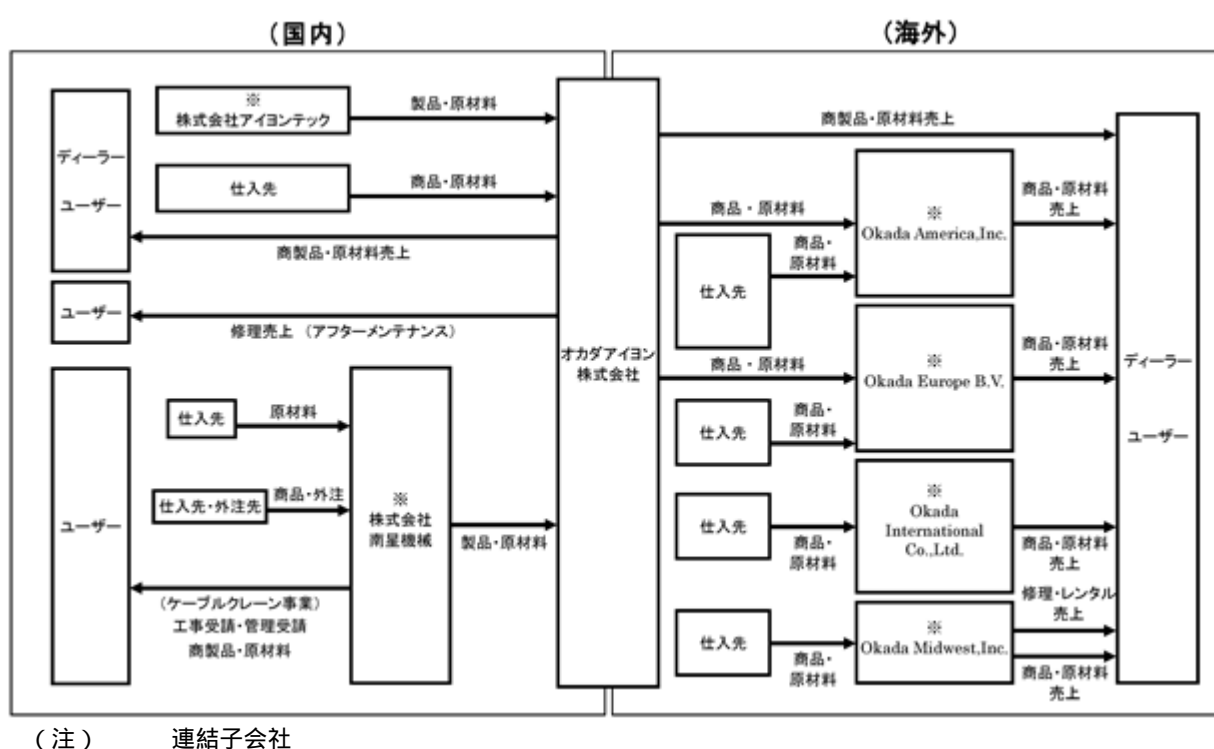 (国内)
(海外)
※
株式会社アイヨンテック
製品・原材料
仕入先
商品・原材料
ディーラー
ユーザー
商製品・原材料売上
ユーザー
修理売上 (アフターメンテナンス)
仕入先
原材料
仕入先・外注先
商品・外注
ユーザー
※
株式会社
南星機械
製品・原材料
(ケーブルクレーン事業)
工事受請・管理受請
商製品・原材料
オカダアイヨン
株式会社
商製品・原材料売上
商品・原材料
仕入先
商品・
原材料
※
Okada America,Inc.
商品・原材料
売上
商品・原材料
仕入先
商品・
原材料
※
Okada Europe B.V.
商品・原材料
売上
仕入先
商品・
原材料
※
Okada
International
Co.,Ltd.
商品・原材料
売上
仕入先
商品・
原材料
※
Okada Midwest,Inc.
修理・レンタル
売上
商品・原材料
売上
ディーラー
ユーザー
(注) 連結子会社